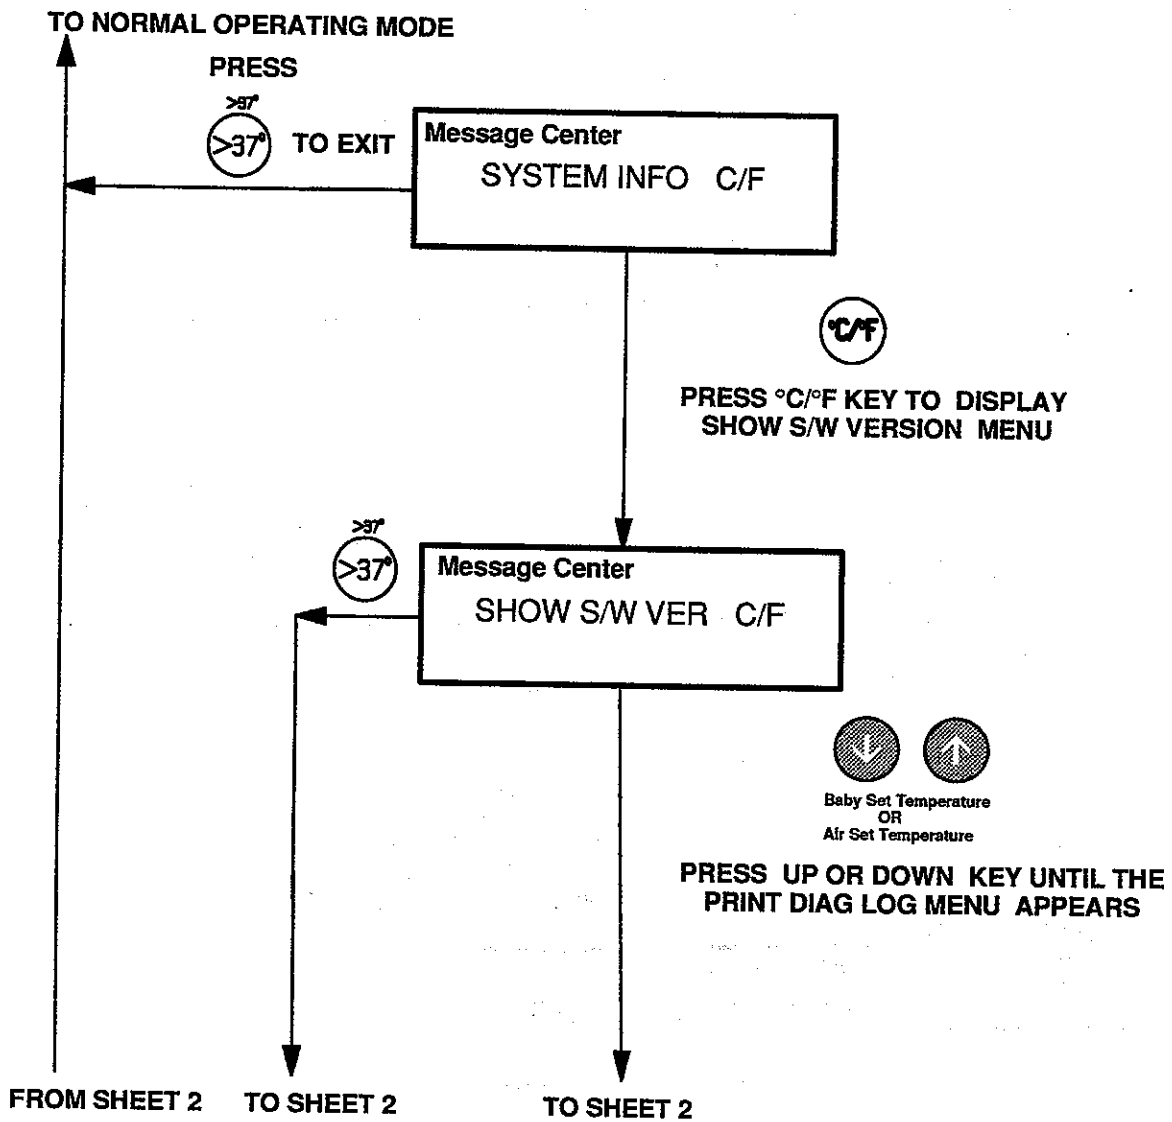 TO NORMAL OPERATING MODE
PRESS
>37°
>37° TO EXIT
Message Center
SYSTEM INFO C/F
°C/°F
PRESS °C/°F KEY TO DISPLAY
SHOW S/W VERSION MENU
>37°
>37°
Message Center
SHOW S/W VER C/F
Baby Set Temperature
OR
Air Set Temperature
PRESS UP OR DOWN KEY UNTIL THE
PRINT DIAG LOG MENU APPEARS
FROM SHEET 2 TO SHEET 2 TO SHEET 2